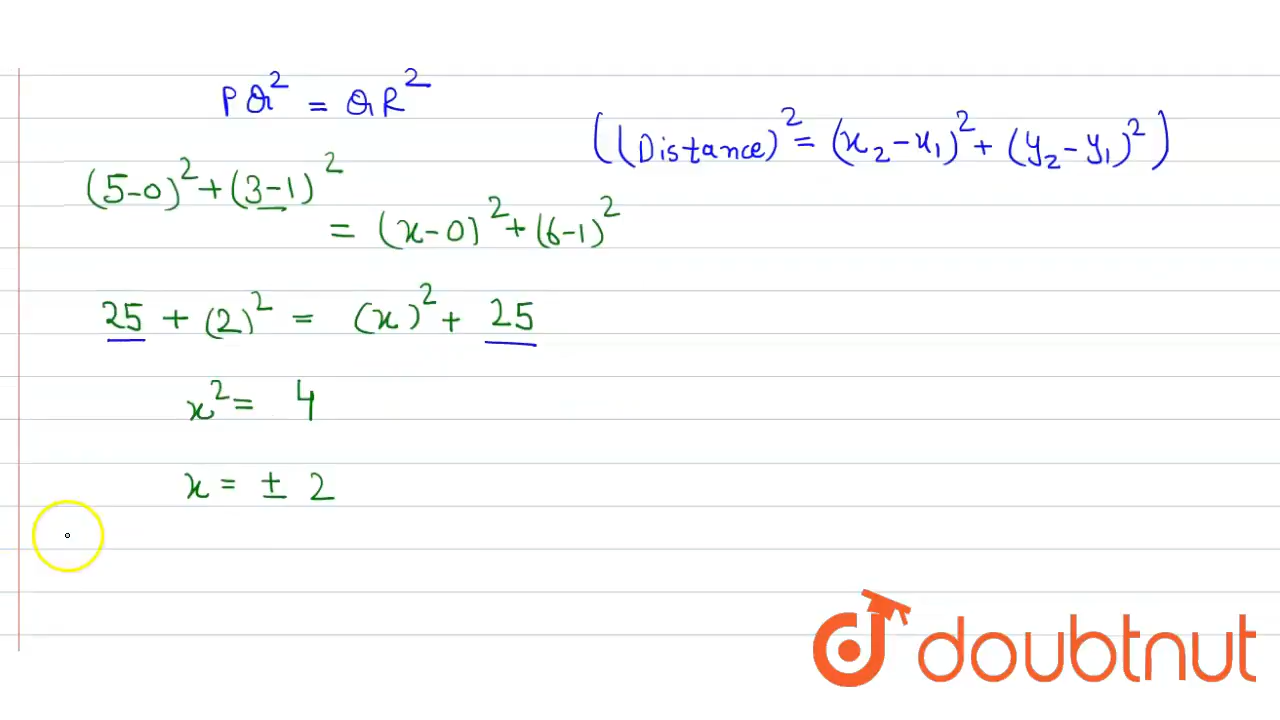 PQ² = QR²
((Distance)² = (x₂-x₁)² + (y₂-y₁)²)
(5-0)² + (3-1)²
= (x-0)² + (6-1)²
25 + (2)² = (x)² + 25
x² = 4
x = ± 2
doubtnut